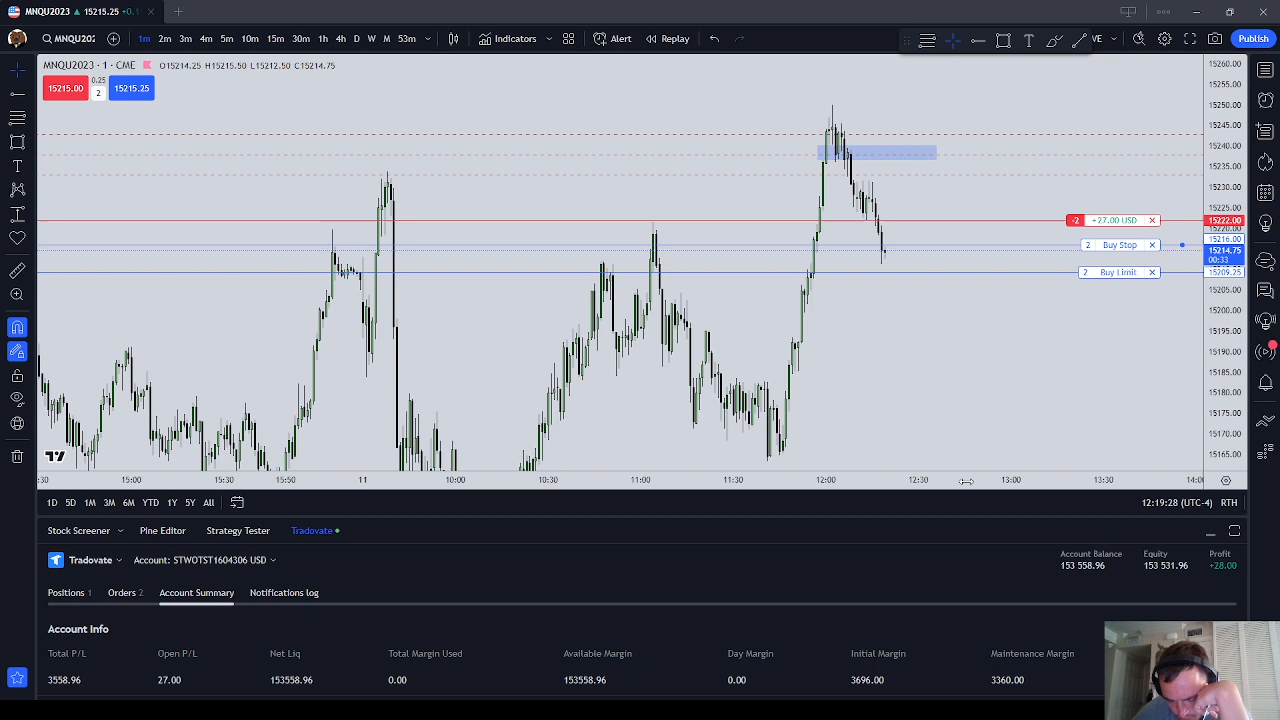 MNQU2023 ▲ 15215.25 +0.1
MNQU202 1m 2m 3m 4m 5m 10m 15m 30m 1h 4h D W M 53m Indicators Alert Replay VE Publish
MNQU2023 · 1 · CME O15214.25 H15215.50 L15212.50 C15214.75
15215.00 0.25 2 15215.25
15260.00
15255.00
15250.00
15245.00
15240.00
15235.00
15230.00
15225.00
-2 +27.00 USD 15222.00
15220.00
2 Buy Stop 15216.00
15214.75
00:33
2 Buy Limit 15209.25
15205.00
15200.00
15195.00
15190.00
15185.00
15180.00
15175.00
15170.00
15165.00
:30 15:00 15:30 15:50 11 10:00 10:30 11:00 11:30 12:00 12:30 13:00 13:30 14:0
1D 5D 1M 3M 6M YTD 1Y 5Y All 12:19:28 (UTC-4) RTH
Stock Screener Pine Editor Strategy Tester Tradovate
Tradovate Account: STWOTST1604306 USD Account Balance Equity Profit
153 558.96 153 531.96 +28.00
Positions 1 Orders 2 Account Summary Notifications log
Account Info
Total P/L Open P/L Net Liq Total Margin Used Available Margin Day Margin Initial Margin Maintenance Margin
3558.96 27.00 153558.96 0.00 153558.96 0.00 3696.00 3360.00